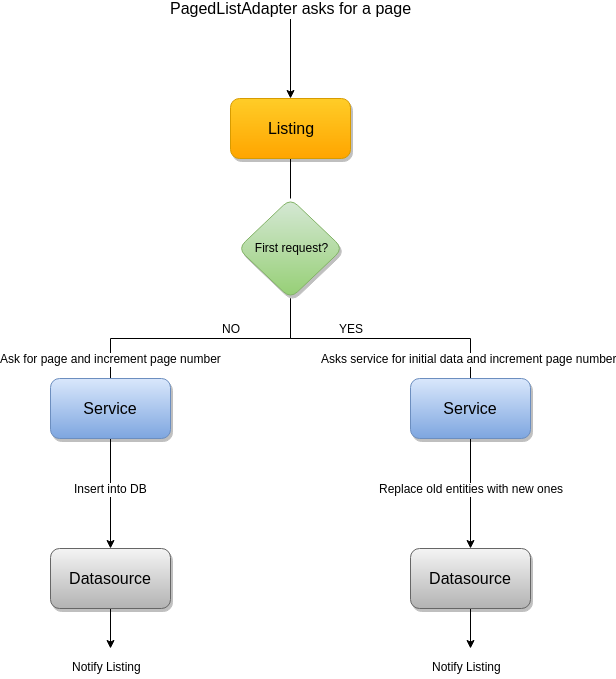 PagedListAdapter asks for a page
Listing
First request?
NO
YES
Ask for page and increment page number
Asks service for initial data and increment page number
Service
Service
Insert into DB
Replace old entities with new ones
Datasource
Datasource
Notify Listing
Notify Listing